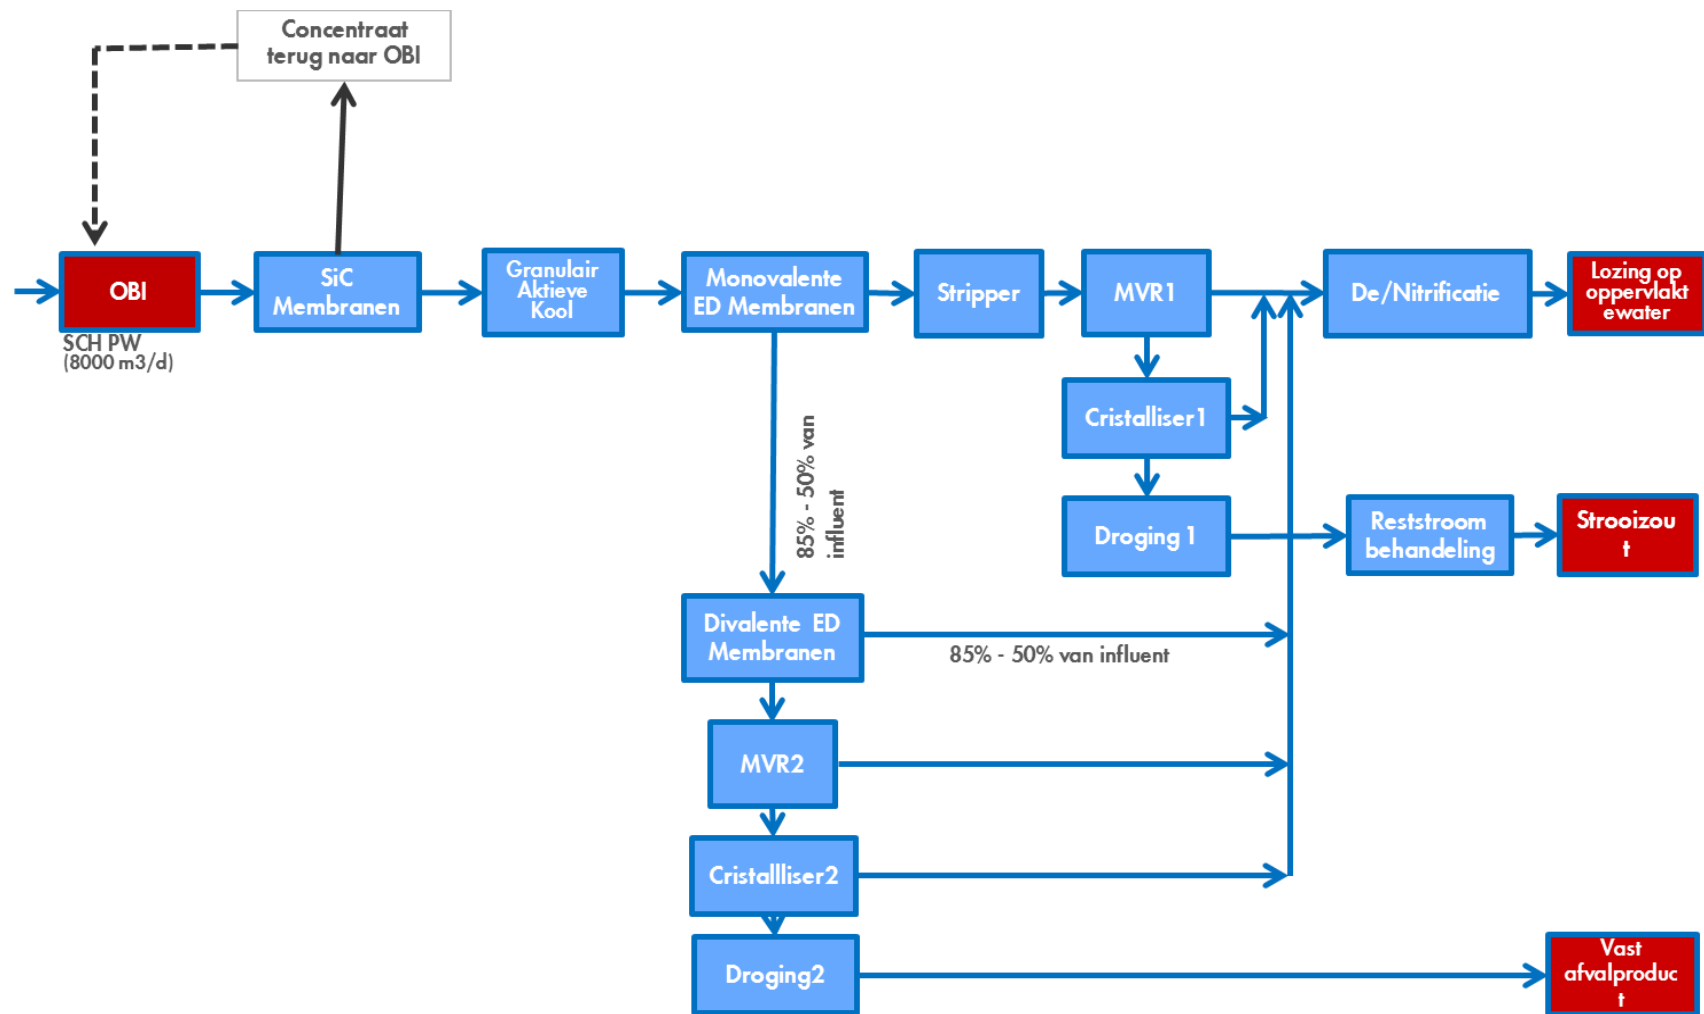 Concentraat
terug naar OBI
OBI
SCH PW
(8000 m3/d)
SiC
Membranen
Granulair
Aktieve
Kool
Monovalente
ED Membranen
Stripper
MVR1
De/Nitrificatie
Lozing op
oppervlakt
ewater
Cristalliser1
85% - 50% van
influent
Droging 1
Reststroom
behandeling
Strooizou
t
Divalente ED
Membranen
85% - 50% van influent
MVR2
Cristallliser2
Droging2
Vast
afvalproduc
t